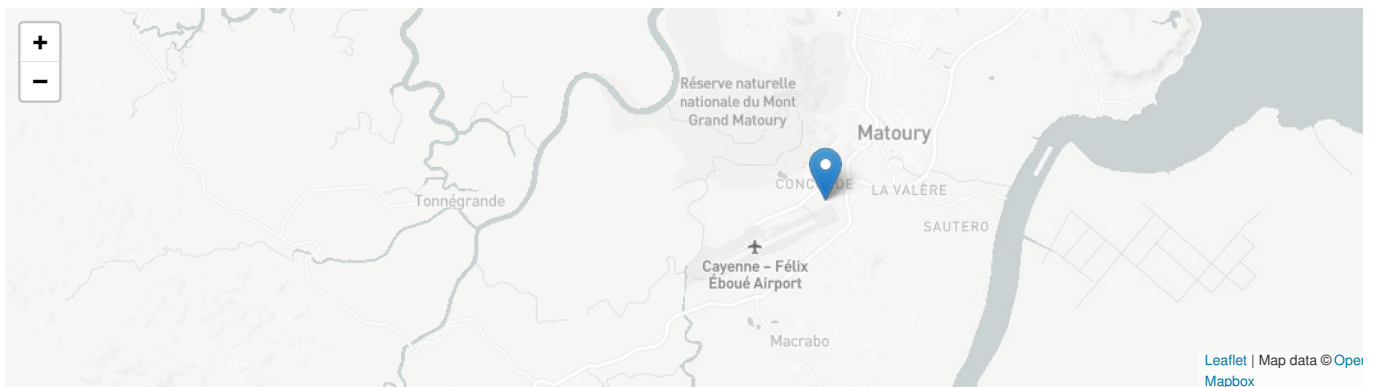 +
−
Réserve naturelle
nationale du Mont
Grand Matoury
Matoury
LA VALÈRE
Tonnégrande
SAUTERO
Cayenne – Félix
Éboué Airport
Macrabo
Leaflet | Map data ©
Mapbox